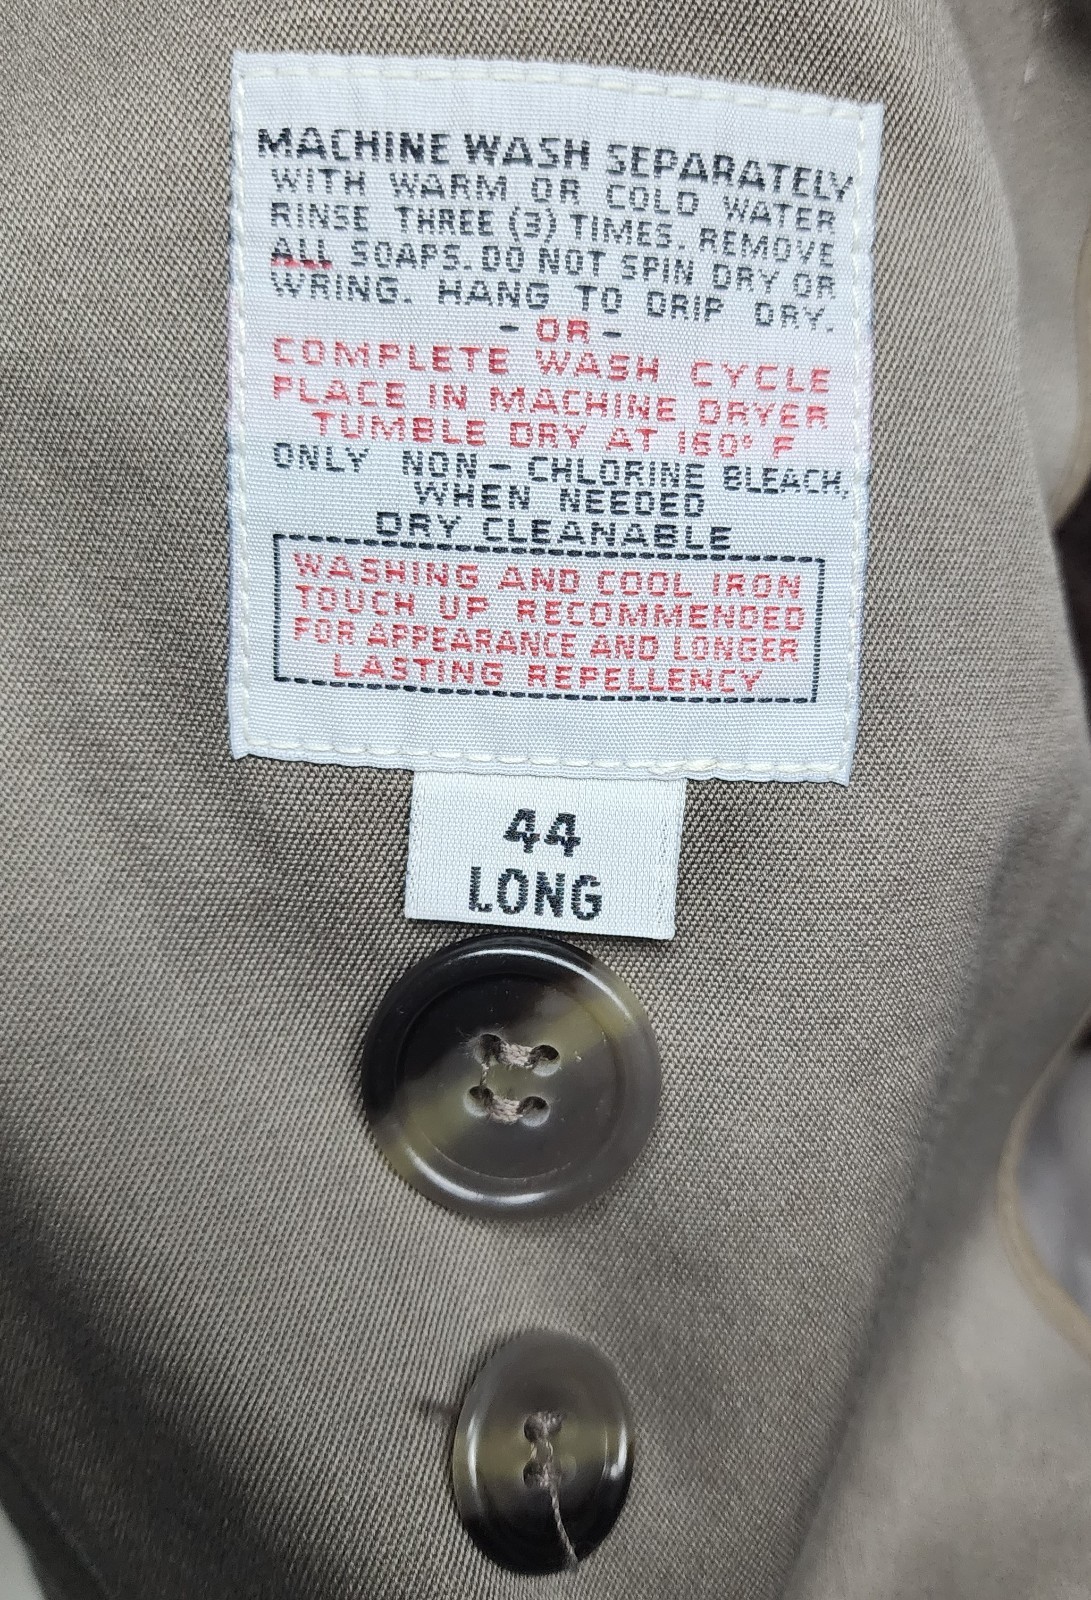 MACHINE WASH SEPARATELY
WITH WARM OR COLD WATER
RINSE THREE (3) TIMES. REMOVE
ALL SOAPS. DO NOT SPIN DRY OR
WRING. HANG TO DRIP DRY.
- OR -
COMPLETE WASH CYCLE
PLACE IN MACHINE DRYER
TUMBLE DRY AT 160° F
ONLY NON-CHLORINE BLEACH,
WHEN NEEDED
DRY CLEANABLE
WASHING AND COOL IRON
TOUCH UP RECOMMENDED
FOR APPEARANCE AND LONGER
LASTING REPELLENCY
44
LONG